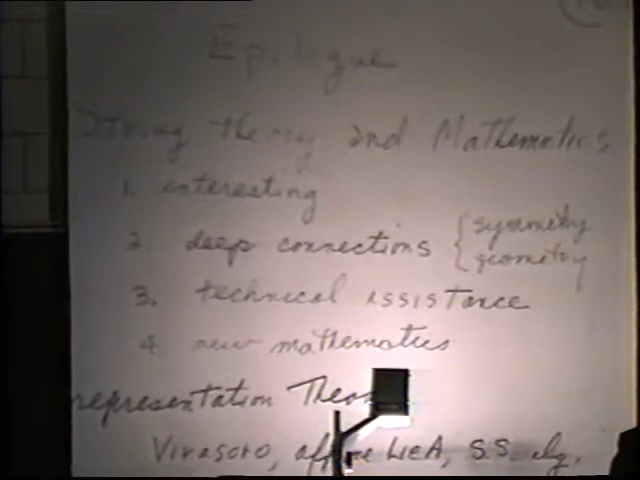 Epilogue
String theory and Mathematics
1. interesting
2. deep connections { symmetry
geometry
3. technical assistance
4. new mathematics
representation Theory
Virasoro, affine LieA, S.S. alg.